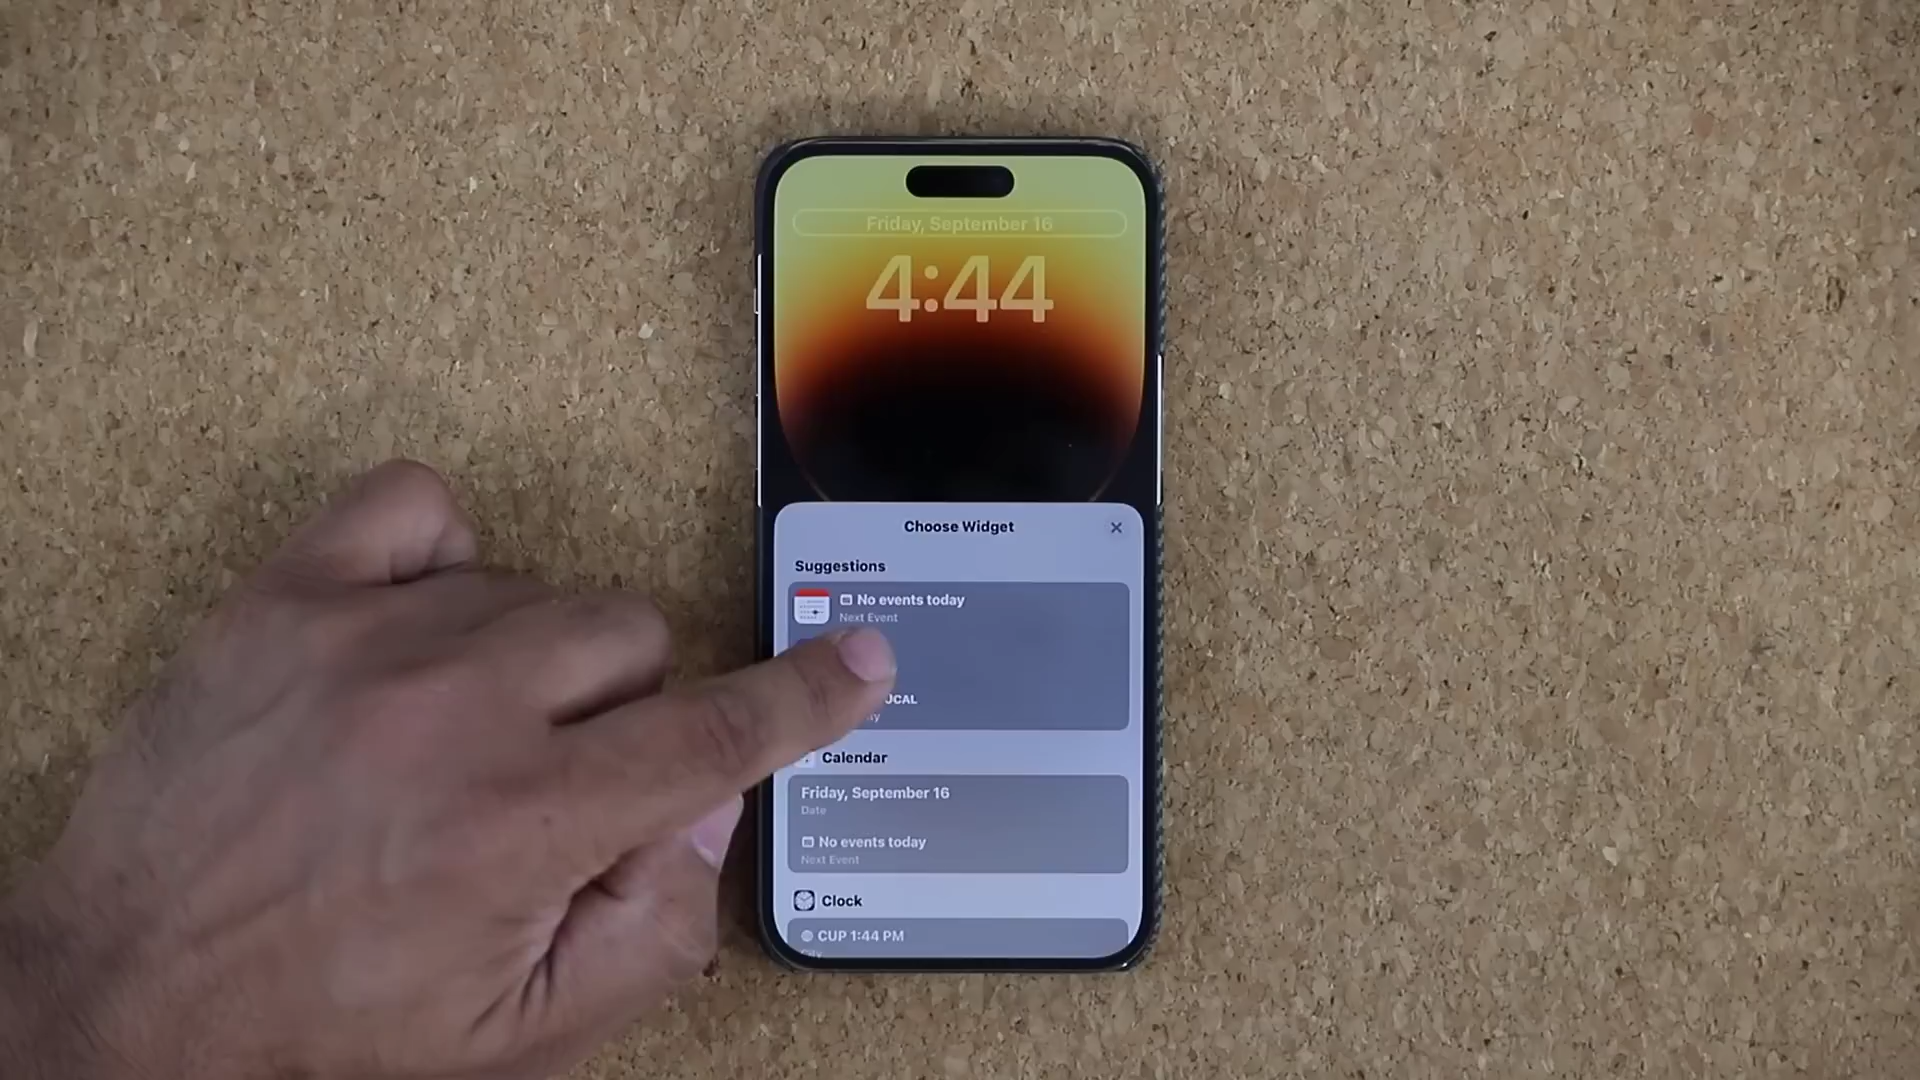 Friday, September 16
4:44
Choose Widget
Suggestions
No events today
Next Event
Calendar
Friday, September 16
Date
No events today
Next Event
Clock
CUP 1:44 PM
City